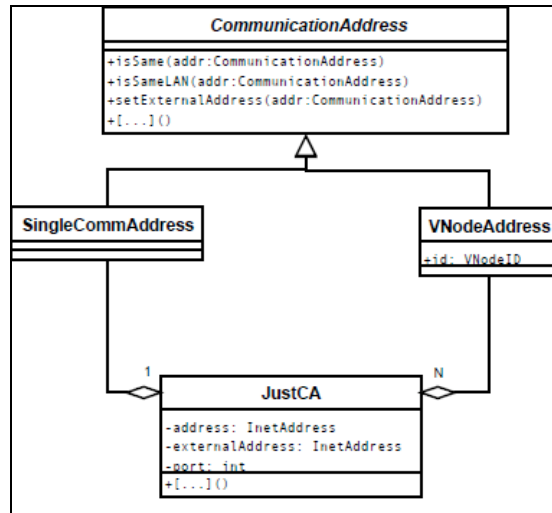 CommunicationAddress
+isSame(addr:CommunicationAddress)
+isSameLAN(addr:CommunicationAddress)
+setExternalAddress(addr:CommunicationAddress)
+[...]()
SingleCommAddress
VNodeAddress
+id: VNodeID
1
N
JustCA
-address: InetAddress
-externalAddress: InetAddress
-port: int
+[...]()